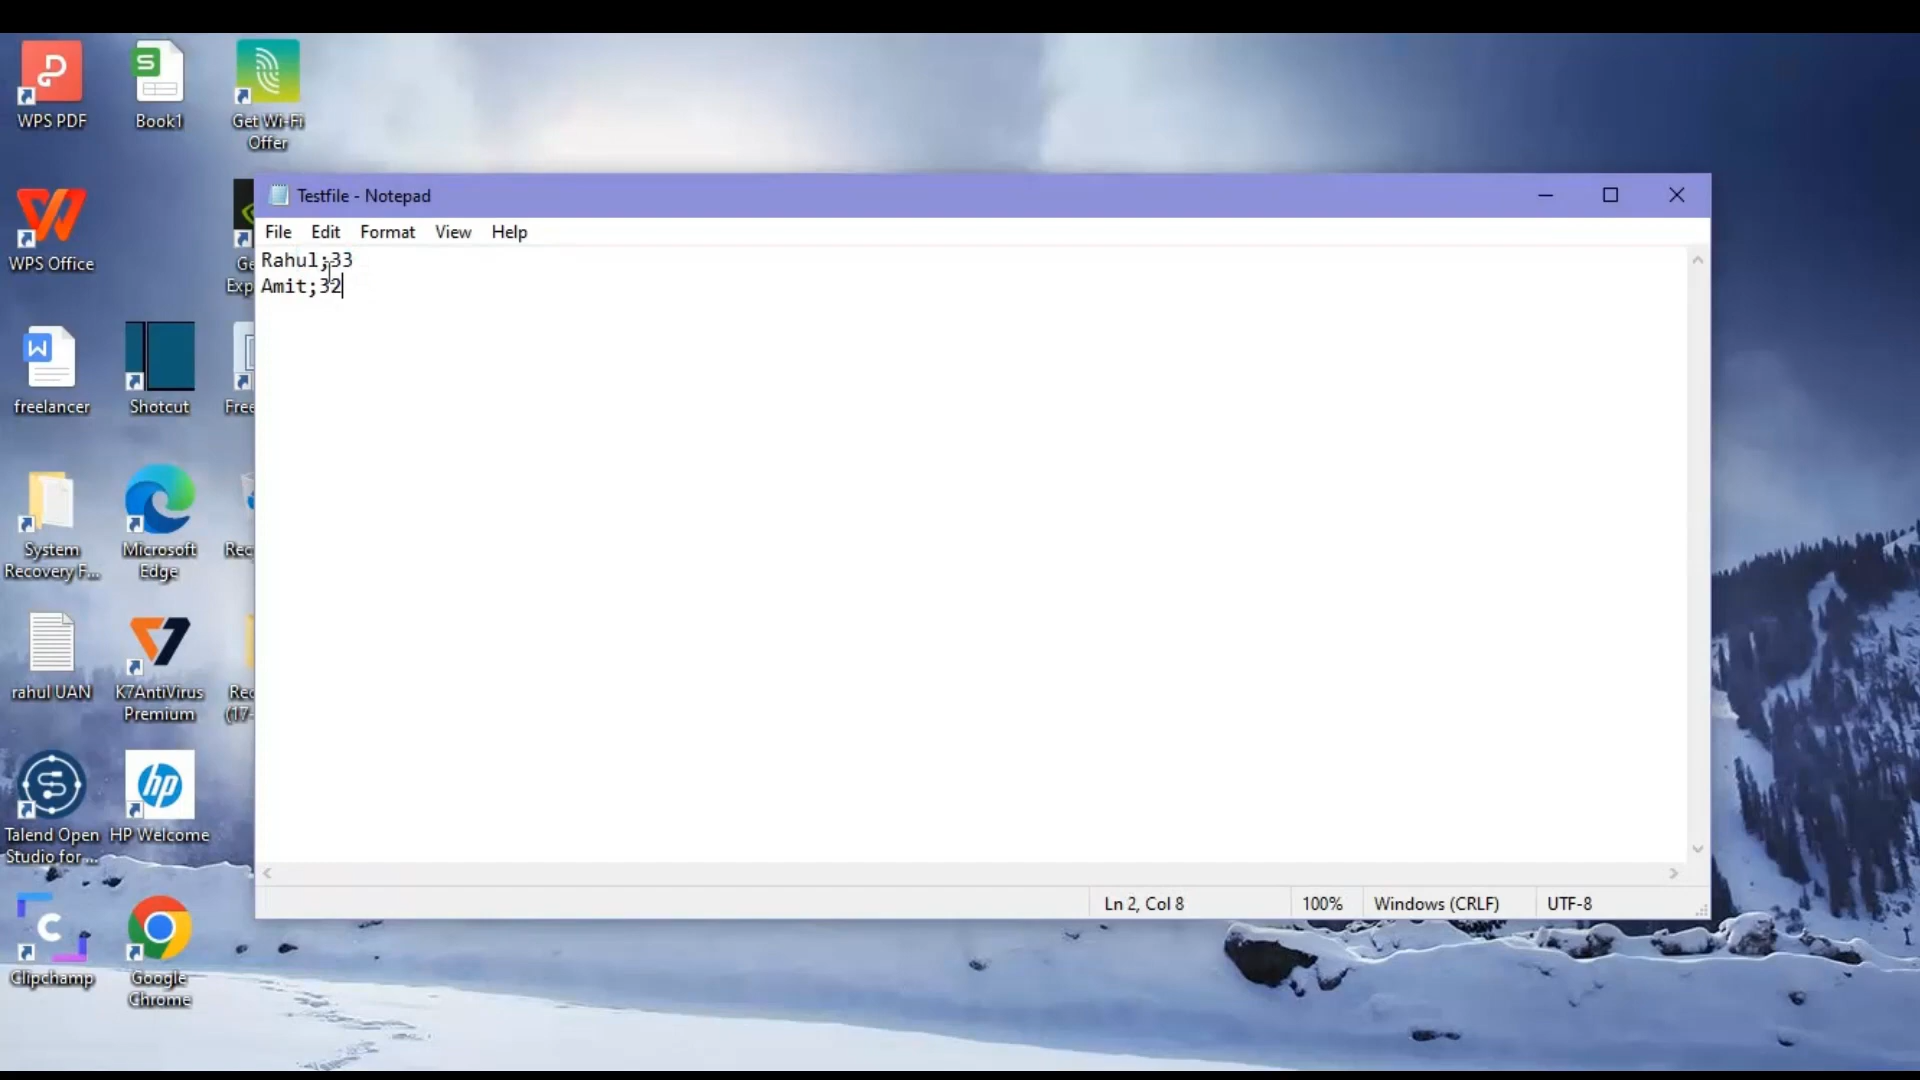 WPS PDF
Book1
Get Wi-Fi
Offer
WPS Office
freelancer
Shotcut
System
Recovery F...
Microsoft
Edge
rahul UAN
K7AntiVirus
Premium
Talend Open
Studio for ...
HP Welcome
Clipchamp
Google
Chrome
Testfile - Notepad
File Edit Format View Help
Rahul;33
Amit;32
Ln 2, Col 8 100% Windows (CRLF) UTF-8